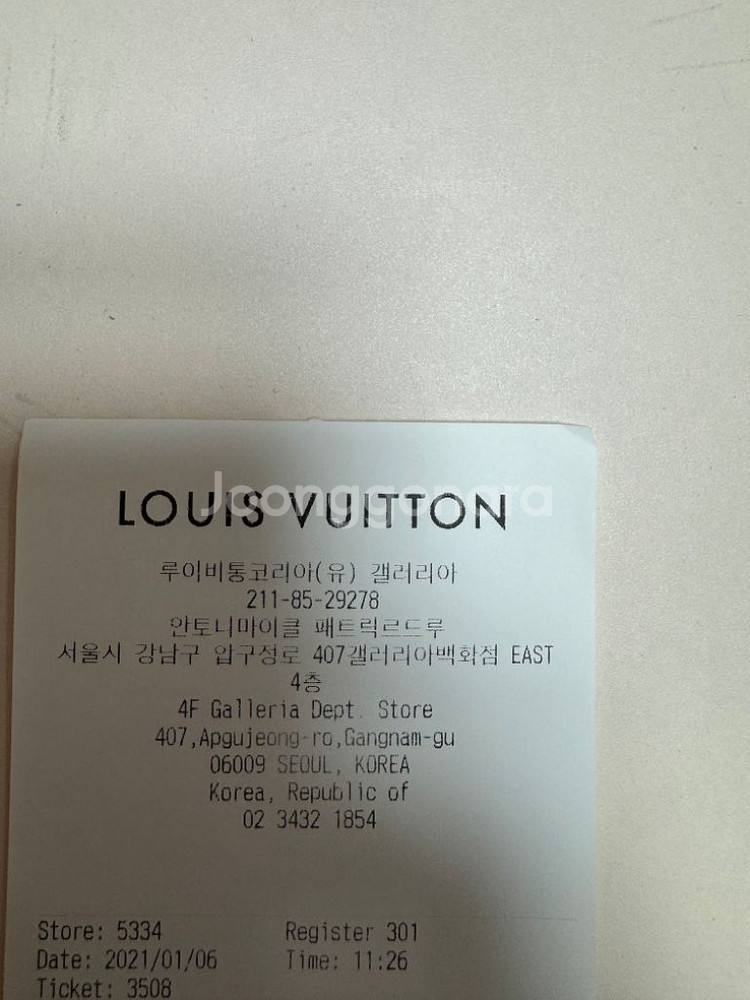 Joonggonara
LOUIS VUITTON
루이비통코리아(유) 갤러리아
211-85-29278
안토니마이클 패트릭르드루
서울시 강남구 압구정로 407갤러리아백화점 EAST
4층
4F Galleria Dept. Store
407,Apgujeong-ro,Gangnam-gu
06009 SEOUL, KOREA
Korea, Republic of
02 3432 1854
Store: 5334 Register 301
Date: 2021/01/06 Time: 11:26
Ticket: 3508